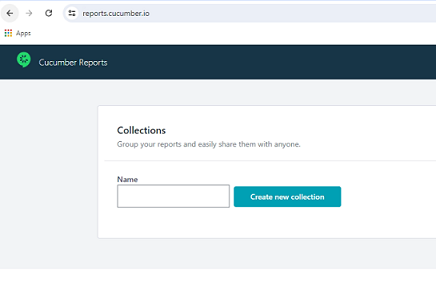 reports.cucumber.io
Apps
Cucumber Reports
Collections
Group your reports and easily share them with anyone.
Name
Create new collection